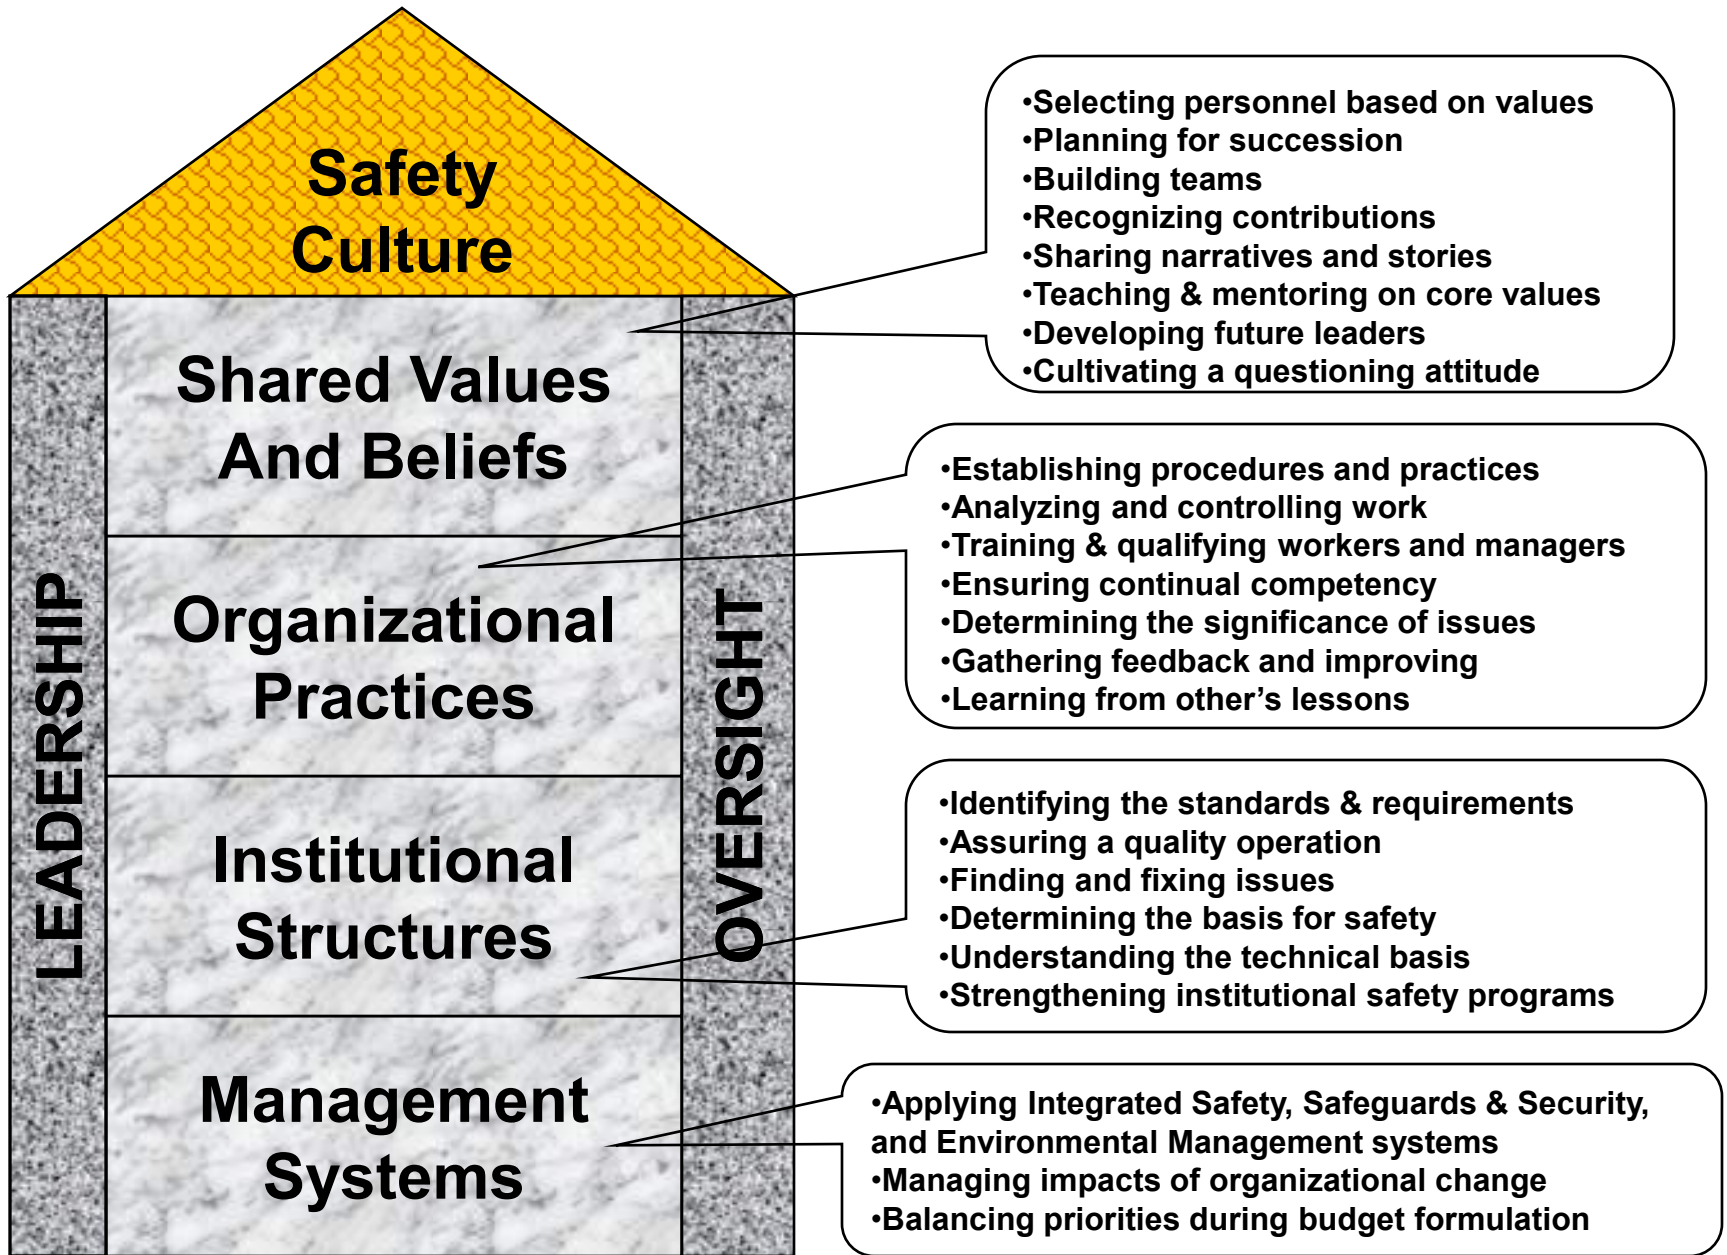 Safety
Culture
Shared Values
And Beliefs
Organizational
Practices
Institutional
Structures
Management
Systems
LEADERSHIP
OVERSIGHT
•Selecting personnel based on values
•Planning for succession
•Building teams
•Recognizing contributions
•Sharing narratives and stories
•Teaching & mentoring on core values
•Developing future leaders
•Cultivating a questioning attitude
•Establishing procedures and practices
•Analyzing and controlling work
•Training & qualifying workers and managers
•Ensuring continual competency
•Determining the significance of issues
•Gathering feedback and improving
•Learning from other’s lessons
•Identifying the standards & requirements
•Assuring a quality operation
•Finding and fixing issues
•Determining the basis for safety
•Understanding the technical basis
•Strengthening institutional safety programs
•Applying Integrated Safety, Safeguards & Security,
and Environmental Management systems
•Managing impacts of organizational change
•Balancing priorities during budget formulation